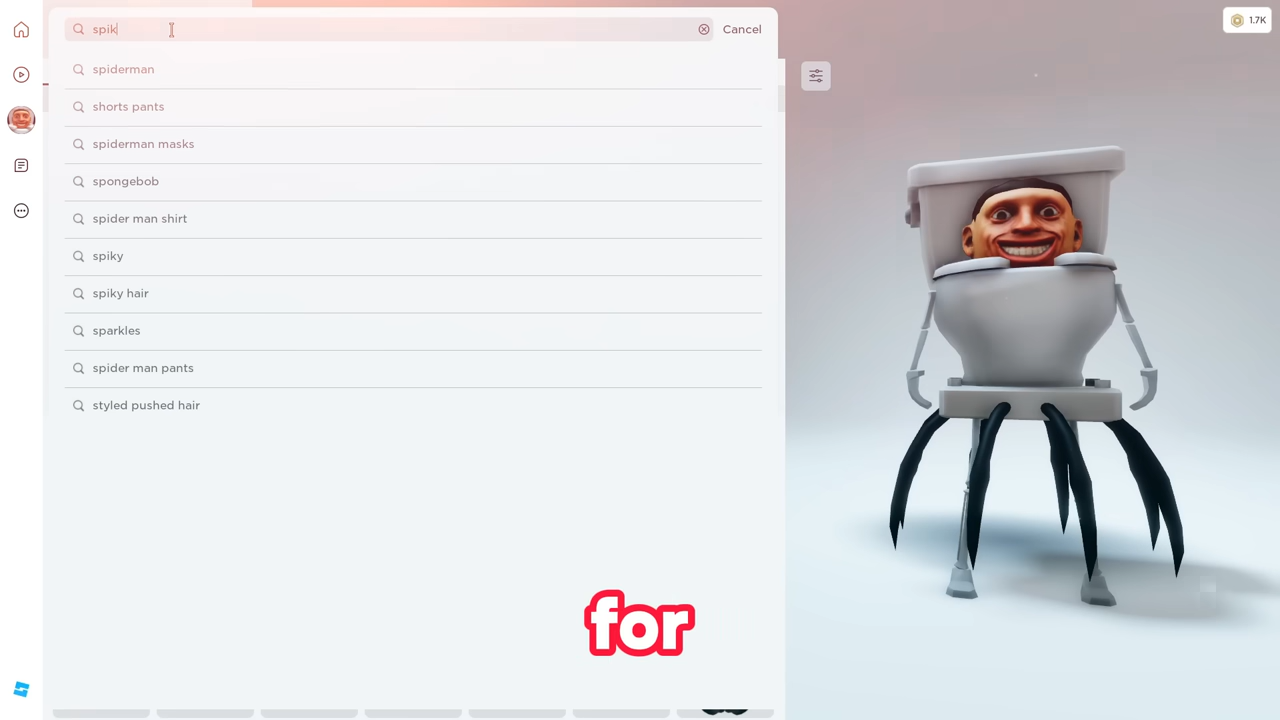 spik
Cancel
1.7K
spiderman
shorts pants
spiderman masks
spongebob
spider man shirt
spiky
spiky hair
sparkles
spider man pants
styled pushed hair
for